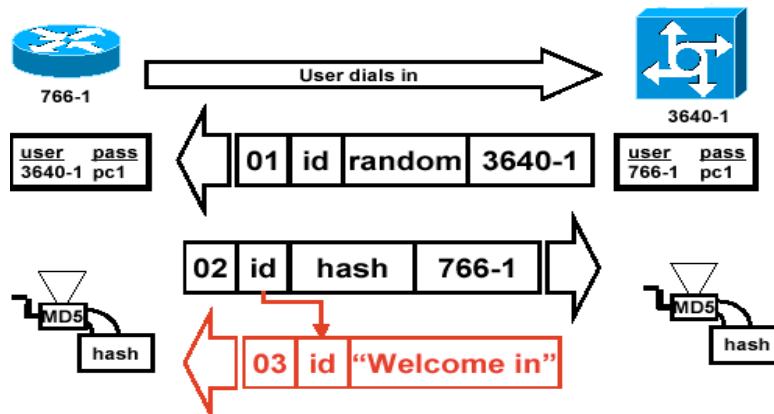 User dials in
766-1
3640-1
user pass
3640-1 pc1
01 id random 3640-1
user pass
766-1 pc1
02 id hash 766-1
MD5
hash
MD5
hash
03 id “Welcome in”